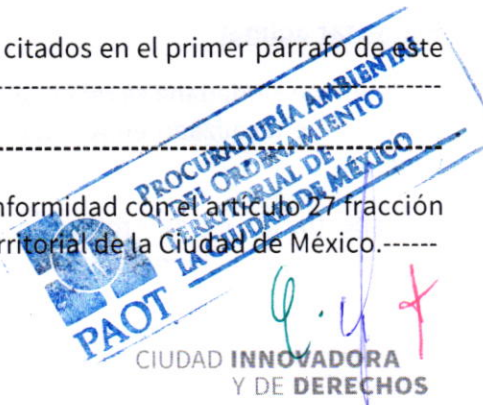 citados en el primer párrafo de este
nformidad con el artículo 27 fracción
rritorial de la Ciudad de México.------
PROCURADURÍA AMBIENTAL
Y DEL ORDENAMIENTO
TERRITORIAL DE
LA CIUDAD DE MÉXICO
PAOT
CIUDAD INNOVADORA
Y DE DERECHOS